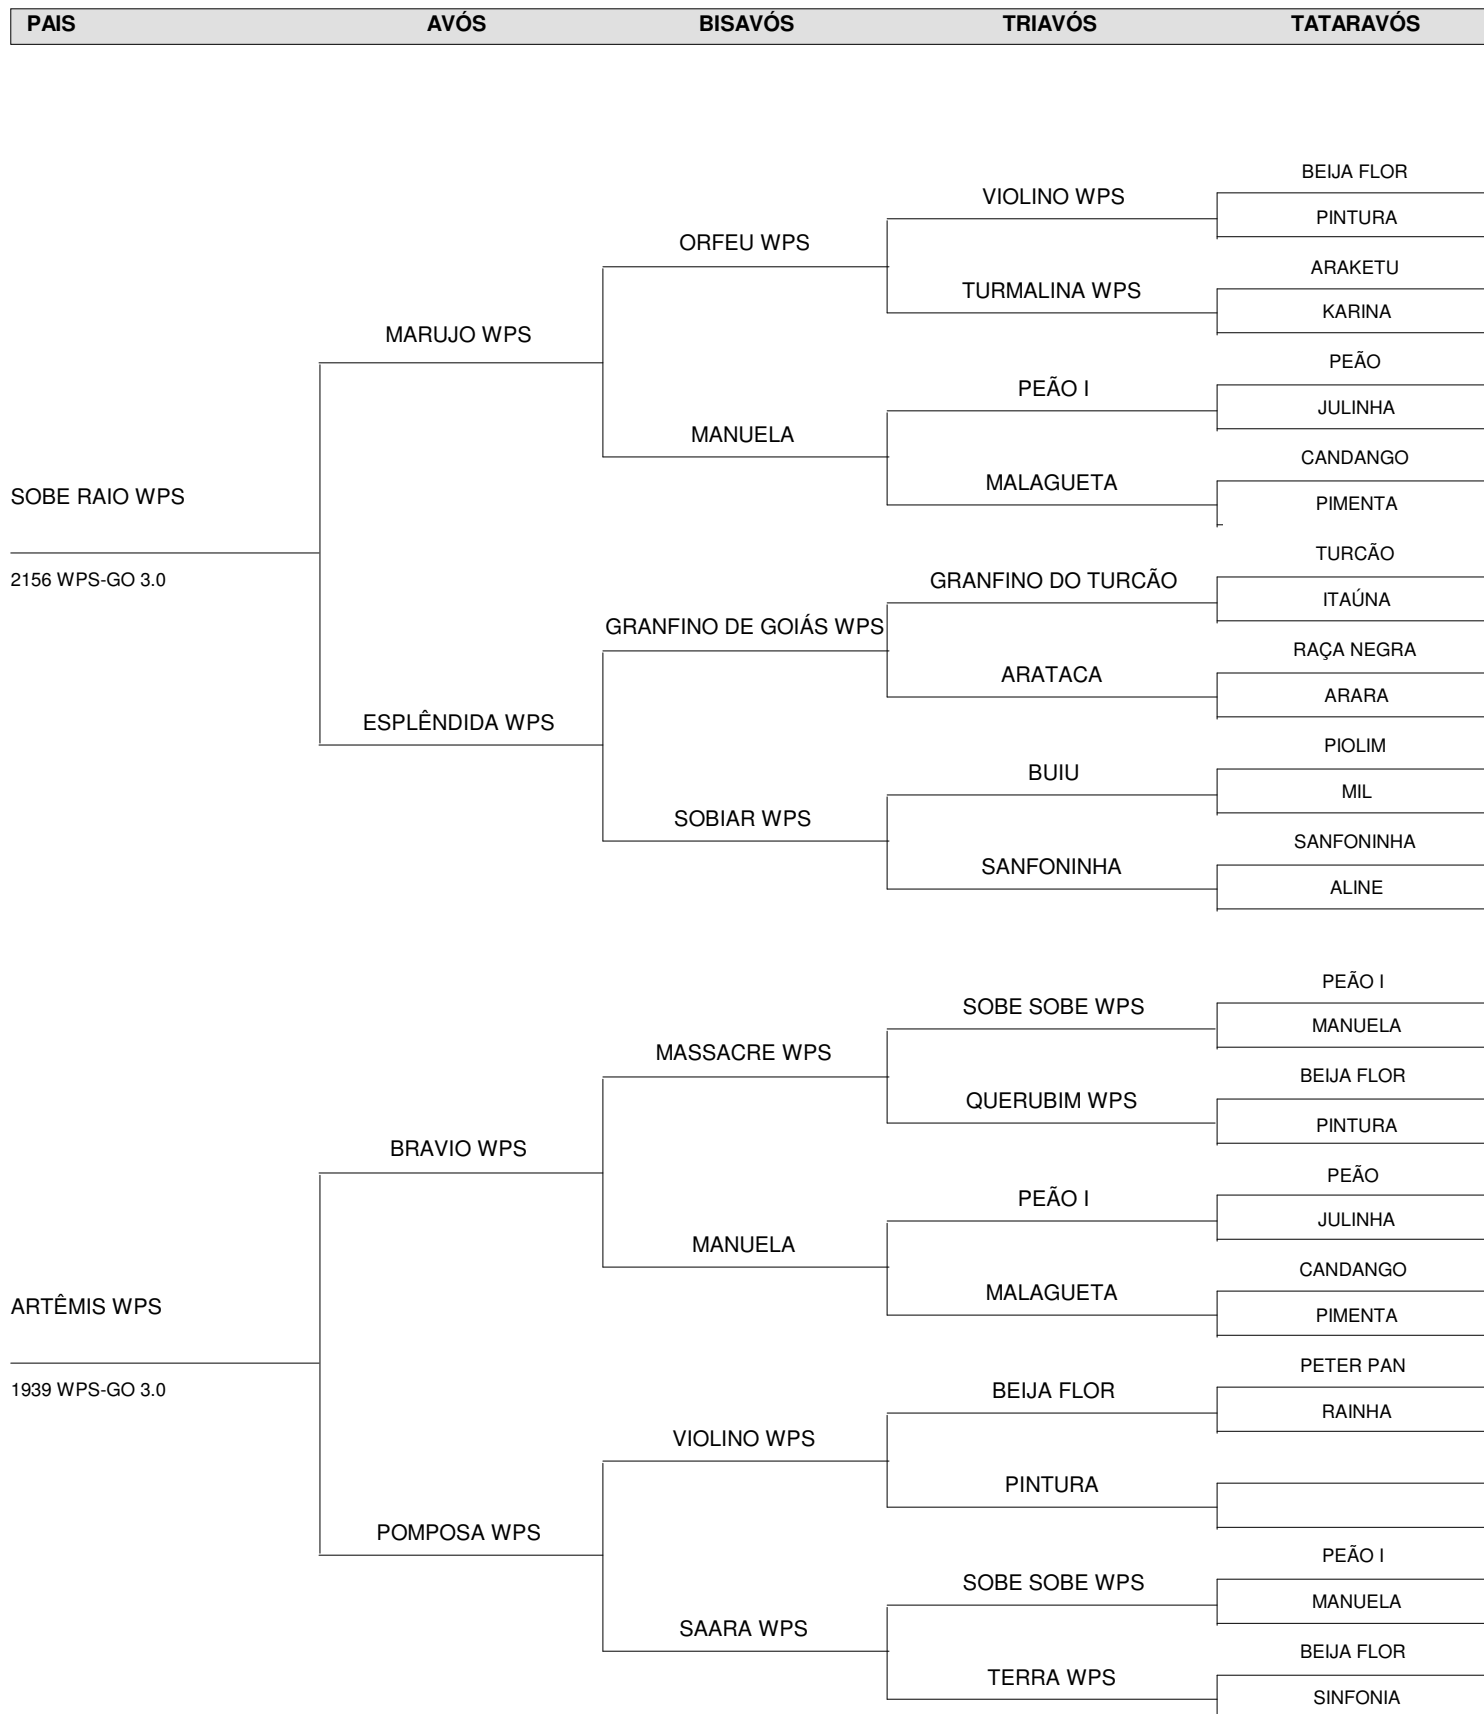 PAIS AVÓS BISAVÓS TRIAVÓS TATARAVÓS
BEIJA FLOR
VIOLINO WPS
PINTURA
ORFEU WPS
ARAKETU
TURMALINA WPS
KARINA
MARUJO WPS
PEÃO
PEÃO I
JULINHA
MANUELA
CANDANGO
MALAGUETA
PIMENTA
SOBE RAIO WPS
2156 WPS-GO 3.0
TURCÃO
GRANFINO DO TURCÃO
ITAÚNA
GRANFINO DE GOIÁS WPS
RAÇA NEGRA
ARATACA
ARARA
ESPLÊNDIDA WPS
PIOLIM
BUIU
MIL
SOBIAR WPS
SANFONINHA
SANFONINHA
ALINE
PEÃO I
SOBE SOBE WPS
MANUELA
MASSACRE WPS
BEIJA FLOR
QUERUBIM WPS
PINTURA
BRAVIO WPS
PEÃO
PEÃO I
JULINHA
MANUELA
CANDANGO
MALAGUETA
PIMENTA
ARTÊMIS WPS
1939 WPS-GO 3.0
PETER PAN
BEIJA FLOR
RAINHA
VIOLINO WPS
PINTURA
POMPOSA WPS
PEÃO I
SOBE SOBE WPS
MANUELA
SAARA WPS
BEIJA FLOR
TERRA WPS
SINFONIA